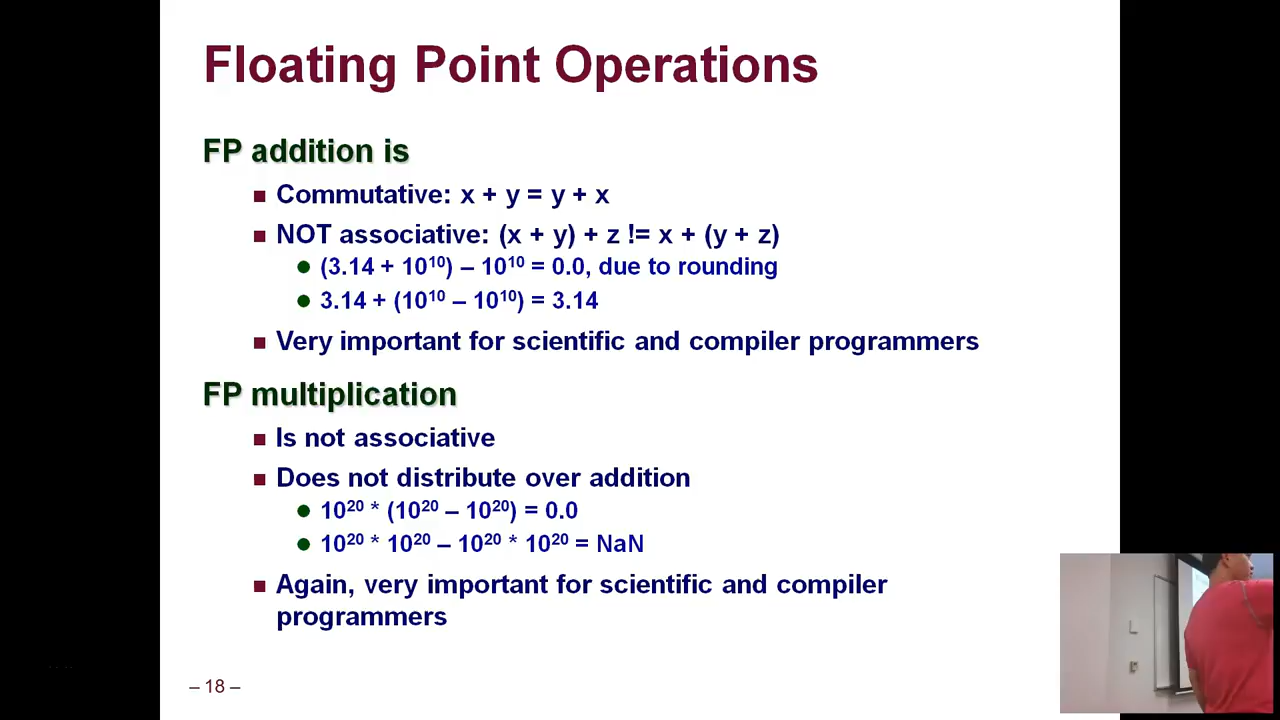 Floating Point Operations
FP addition is
Commutative: x + y = y + x
NOT associative: (x + y) + z != x + (y + z)
(3.14 + 10¹⁰) – 10¹⁰ = 0.0, due to rounding
3.14 + (10¹⁰ – 10¹⁰) = 3.14
Very important for scientific and compiler programmers
FP multiplication
Is not associative
Does not distribute over addition
10²⁰ * (10²⁰ – 10²⁰) = 0.0
10²⁰ * 10²⁰ – 10²⁰ * 10²⁰ = NaN
Again, very important for scientific and compiler
programmers
– 18 –